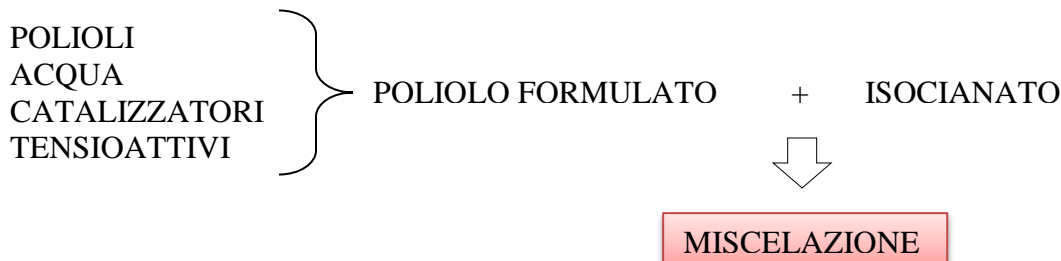 POLIOLI
ACQUA
CATALIZZATORI
TENSIOATTIVI
POLIOLO FORMULATO + ISOCIANATO
MISCELAZIONE